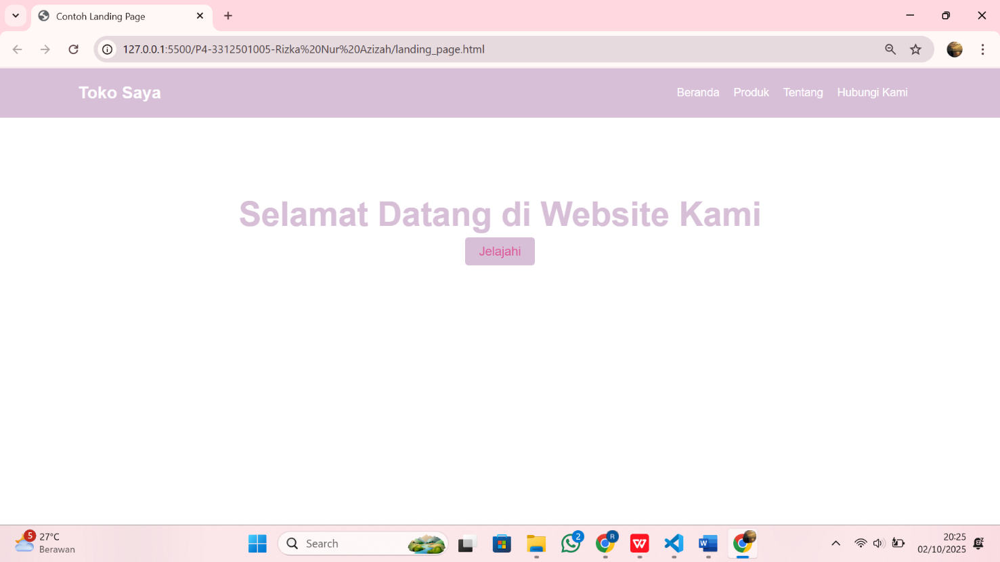 Contoh Landing Page
127.0.0.1:5500/P4-3312501005-Rizka%20Nur%20Azizah/landing_page.html
Toko Saya
Beranda Produk Tentang Hubungi Kami
Selamat Datang di Website Kami
Jelajahi
5
27°C
Berawan
Search
2
R
W
W
20:25
02/10/2025